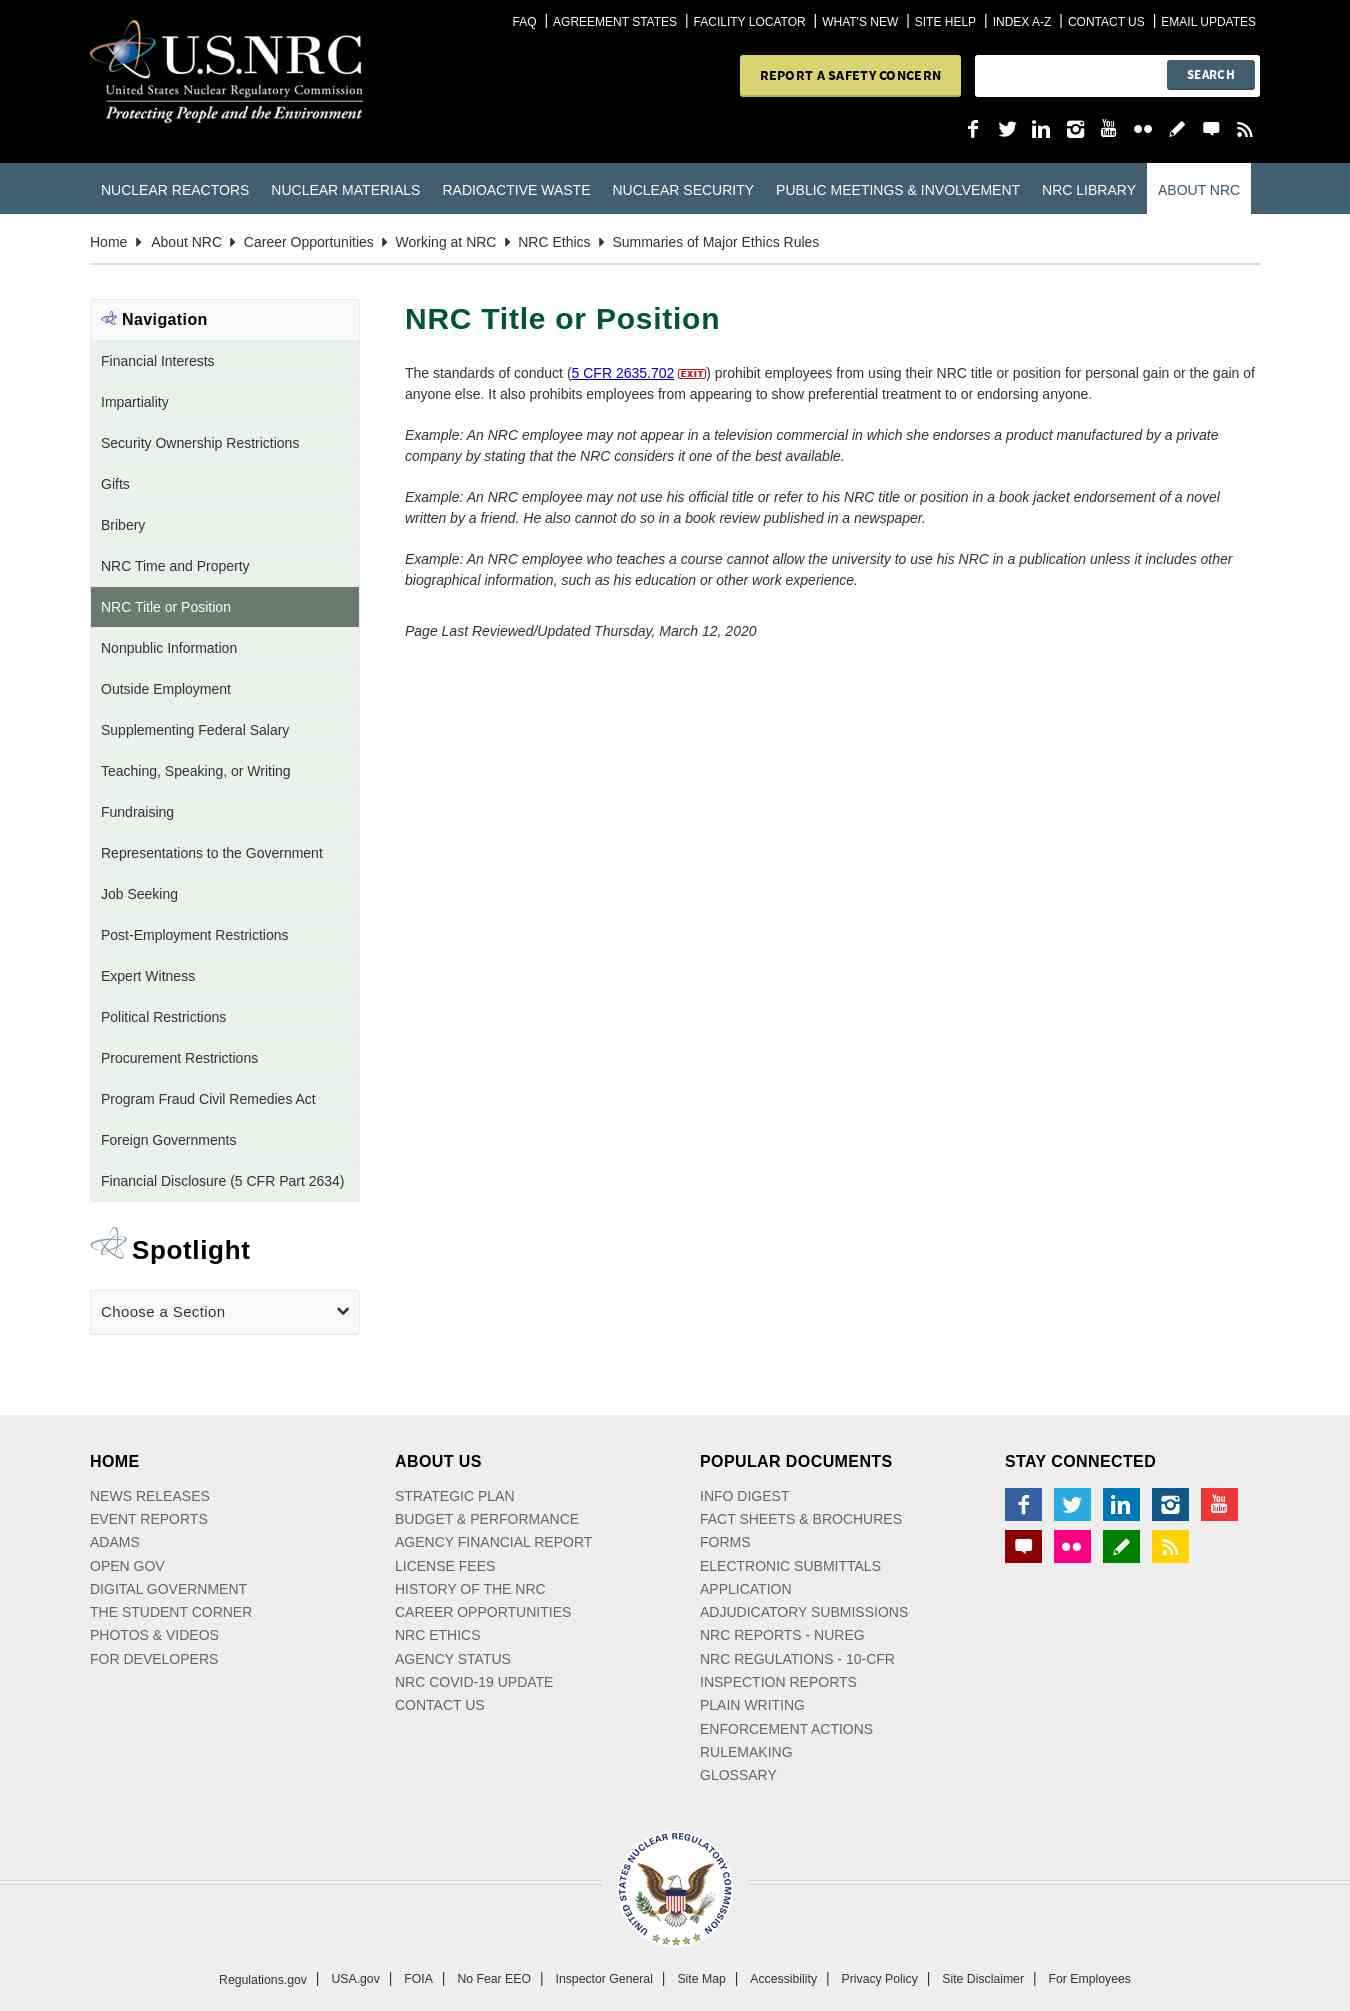 FAQ | AGREEMENT STATES | FACILITY LOCATOR | WHAT'S NEW | SITE HELP | INDEX A-Z | CONTACT US | EMAIL UPDATES
U.S.NRC
United States Nuclear Regulatory Commission
Protecting People and the Environment
REPORT A SAFETY CONCERN
SEARCH
You Tube
NUCLEAR REACTORS NUCLEAR MATERIALS RADIOACTIVE WASTE NUCLEAR SECURITY PUBLIC MEETINGS & INVOLVEMENT NRC LIBRARY ABOUT NRC
Home About NRC Career Opportunities Working at NRC NRC Ethics Summaries of Major Ethics Rules
Navigation
Financial Interests
Impartiality
Security Ownership Restrictions
Gifts
Bribery
NRC Time and Property
NRC Title or Position
Nonpublic Information
Outside Employment
Supplementing Federal Salary
Teaching, Speaking, or Writing
Fundraising
Representations to the Government
Job Seeking
Post-Employment Restrictions
Expert Witness
Political Restrictions
Procurement Restrictions
Program Fraud Civil Remedies Act
Foreign Governments
Financial Disclosure (5 CFR Part 2634)
Spotlight
Choose a Section
NRC Title or Position
The standards of conduct (5 CFR 2635.702 EXIT) prohibit employees from using their NRC title or position for personal gain or the gain of
anyone else. It also prohibits employees from appearing to show preferential treatment to or endorsing anyone.
Example: An NRC employee may not appear in a television commercial in which she endorses a product manufactured by a private
company by stating that the NRC considers it one of the best available.
Example: An NRC employee may not use his official title or refer to his NRC title or position in a book jacket endorsement of a novel
written by a friend. He also cannot do so in a book review published in a newspaper.
Example: An NRC employee who teaches a course cannot allow the university to use his NRC in a publication unless it includes other
biographical information, such as his education or other work experience.
Page Last Reviewed/Updated Thursday, March 12, 2020
HOME
NEWS RELEASES
EVENT REPORTS
ADAMS
OPEN GOV
DIGITAL GOVERNMENT
THE STUDENT CORNER
PHOTOS & VIDEOS
FOR DEVELOPERS
ABOUT US
STRATEGIC PLAN
BUDGET & PERFORMANCE
AGENCY FINANCIAL REPORT
LICENSE FEES
HISTORY OF THE NRC
CAREER OPPORTUNITIES
NRC ETHICS
AGENCY STATUS
NRC COVID-19 UPDATE
CONTACT US
POPULAR DOCUMENTS
INFO DIGEST
FACT SHEETS & BROCHURES
FORMS
ELECTRONIC SUBMITTALS
APPLICATION
ADJUDICATORY SUBMISSIONS
NRC REPORTS - NUREG
NRC REGULATIONS - 10-CFR
INSPECTION REPORTS
PLAIN WRITING
ENFORCEMENT ACTIONS
RULEMAKING
GLOSSARY
STAY CONNECTED
You Tube
UNITED STATES NUCLEAR REGULATORY COMMISSION
Regulations.gov | USA.gov | FOIA | No Fear EEO | Inspector General | Site Map | Accessibility | Privacy Policy | Site Disclaimer | For Employees